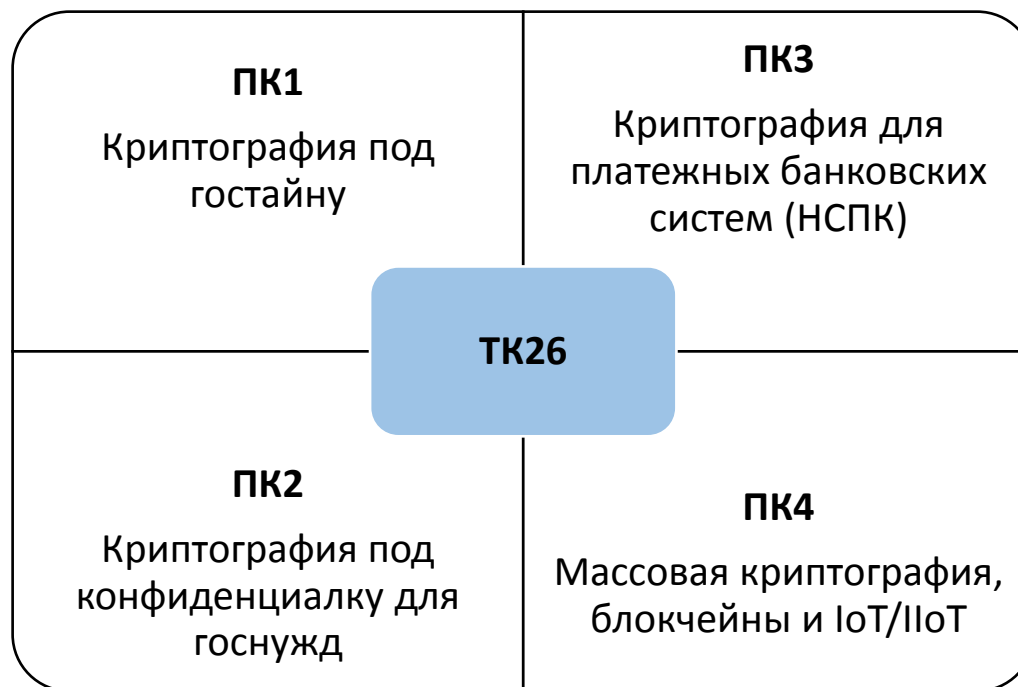 ПК1
Криптография под
гостайну
ПК3
Криптография для
платежных банковских
систем (НСПК)
ТК26
ПК2
Криптография под
конфиденциалку для
госнужд
ПК4
Массовая криптография,
блокчейны и IoT/IIoT